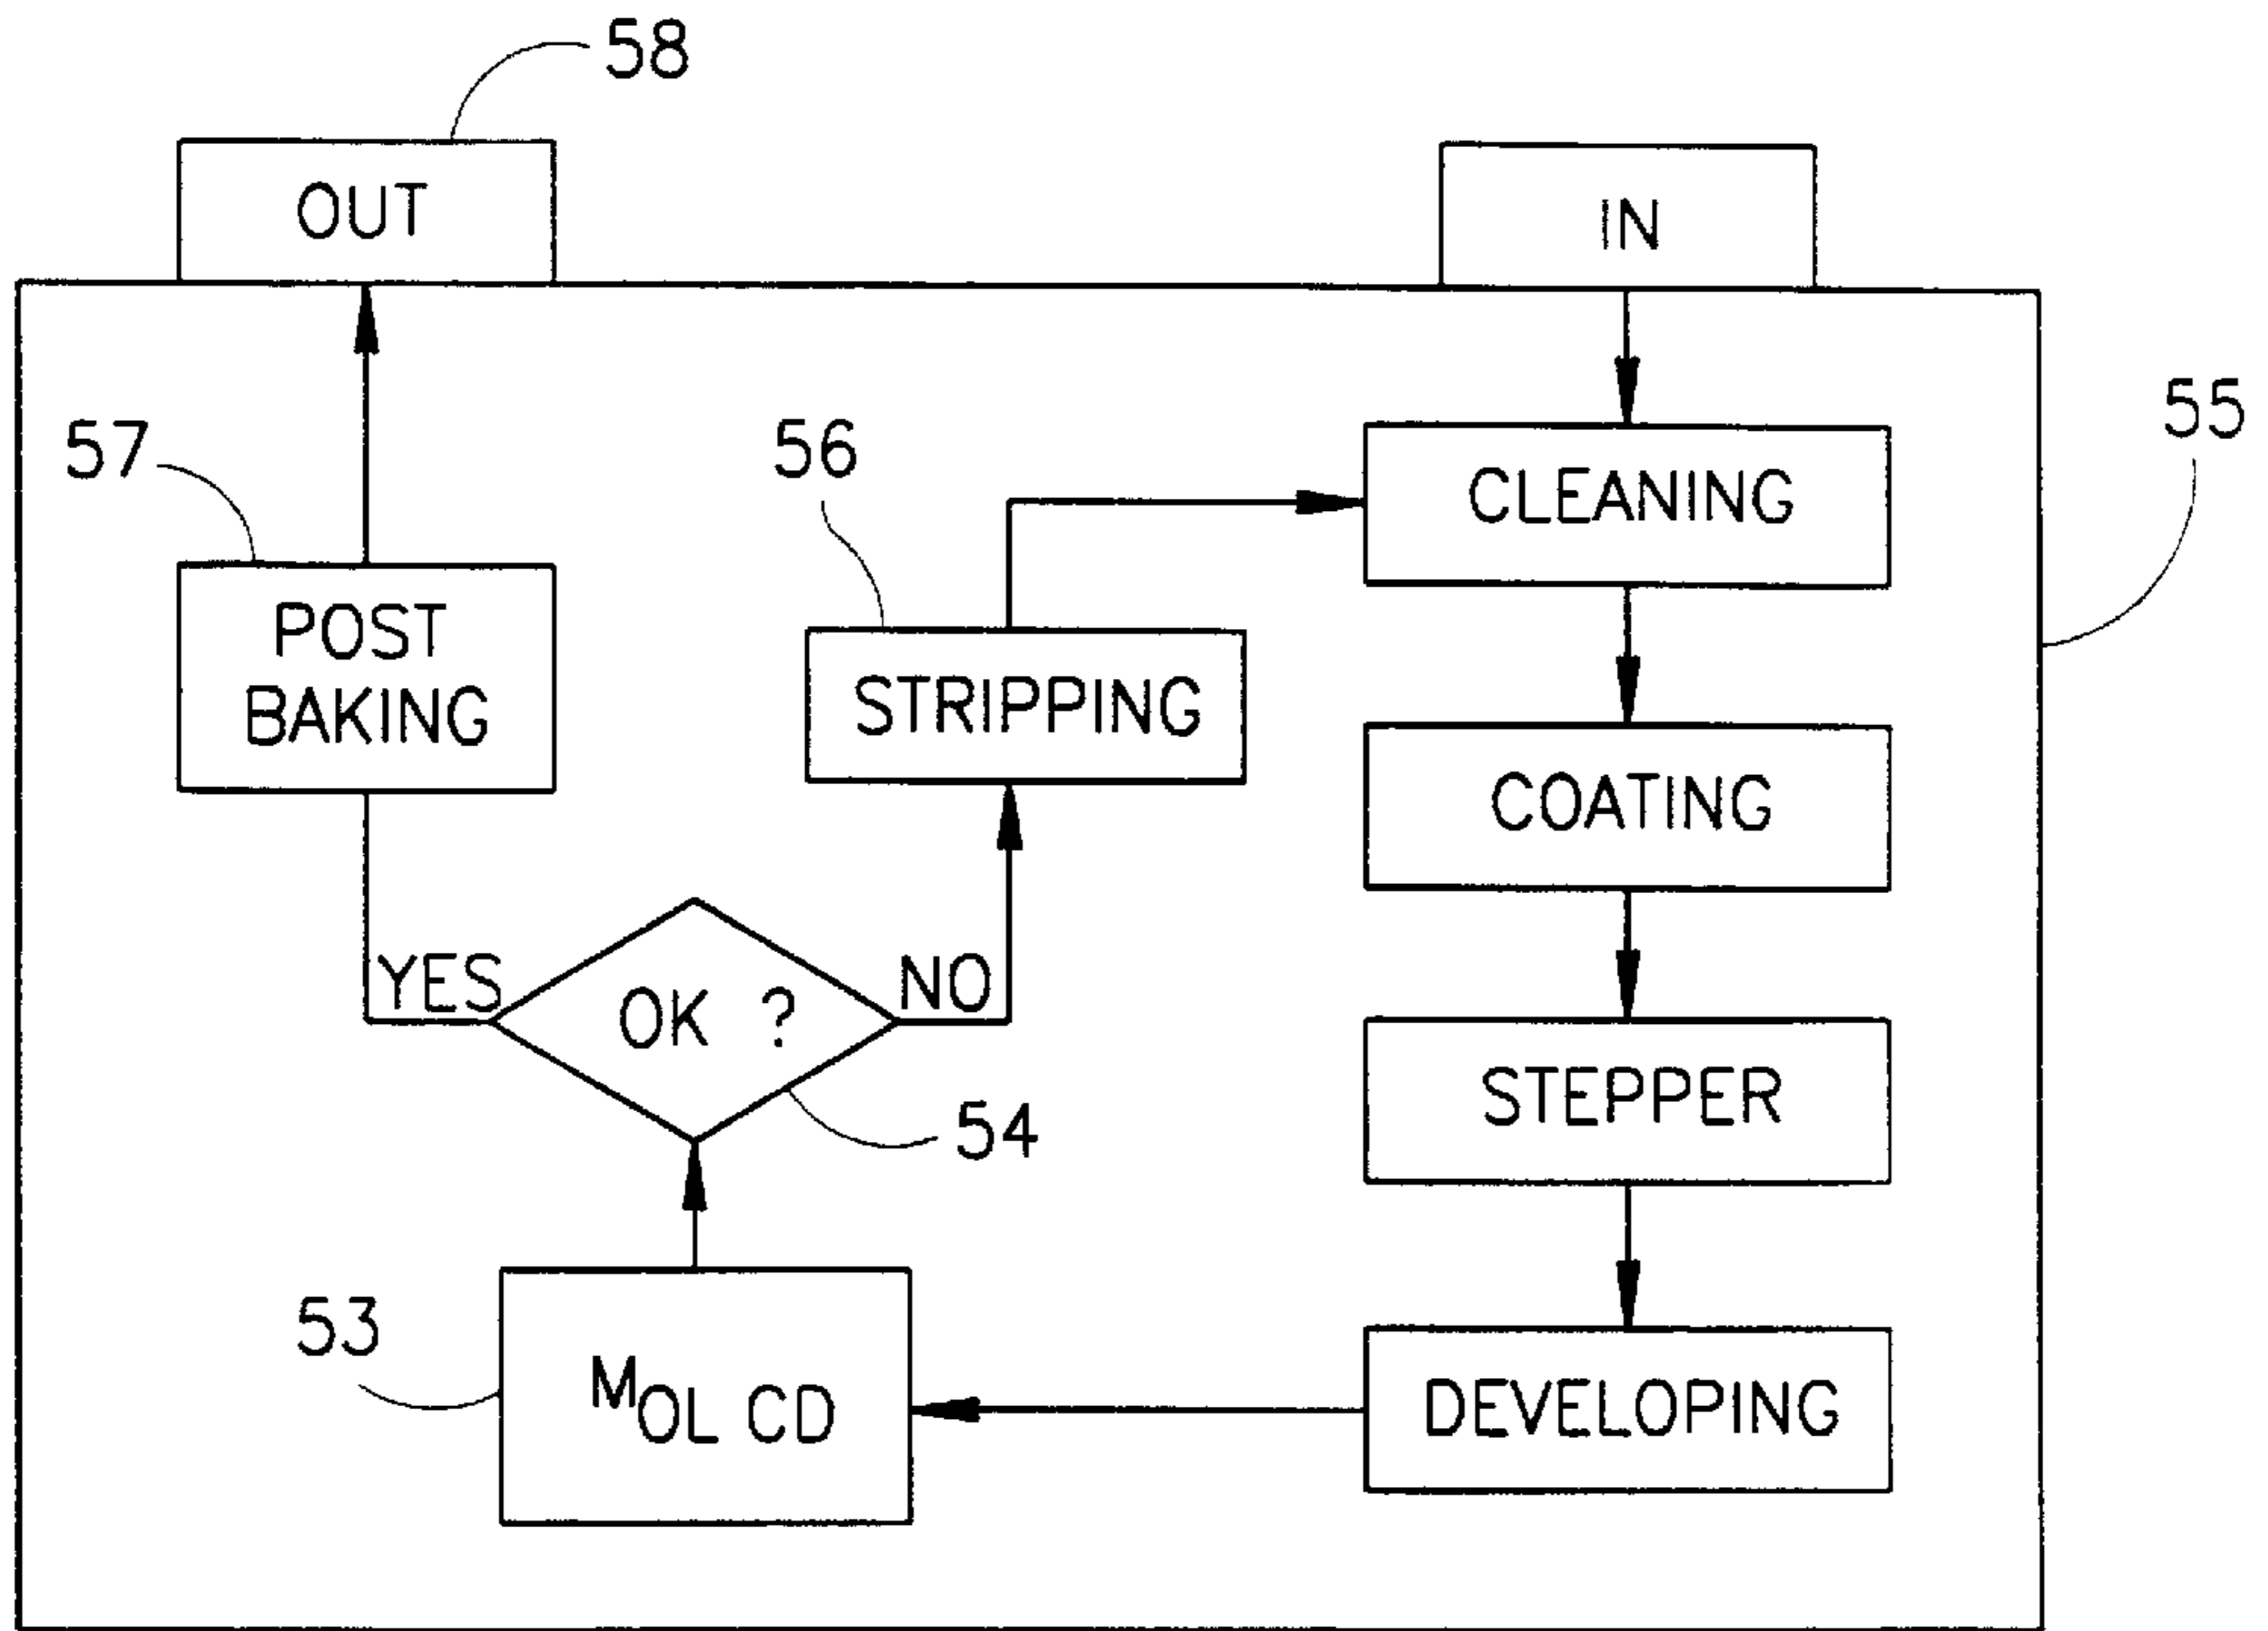 58
OUT
IN
55
57
56
CLEANING
POST
BAKING
STRIPPING
COATING
YES
OK ?
NO
STEPPER
54
53
MOL CD
DEVELOPING